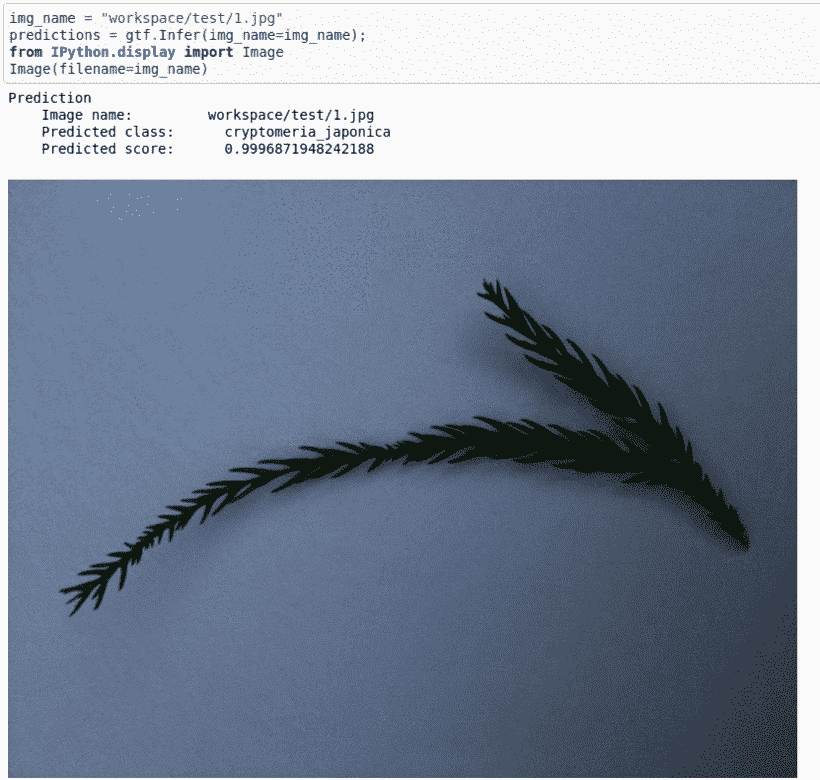 img_name = "workspace/test/1.jpg"
predictions = gtf.Infer(img_name=img_name);
from IPython.display import Image
Image(filename=img_name)
Prediction
Image name: workspace/test/1.jpg
Predicted class: cryptomeria_japonica
Predicted score: 0.9996871948242188